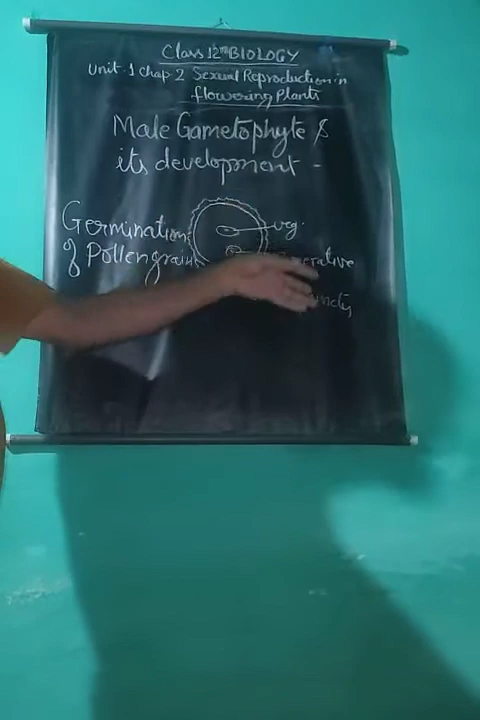 Class 12th BIOLOGY
Unit-1 chap-2 Sexual Reproduction in
flowering Plants
Male Gametophyte &
its development -
Germination
of Pollengrain
veg.